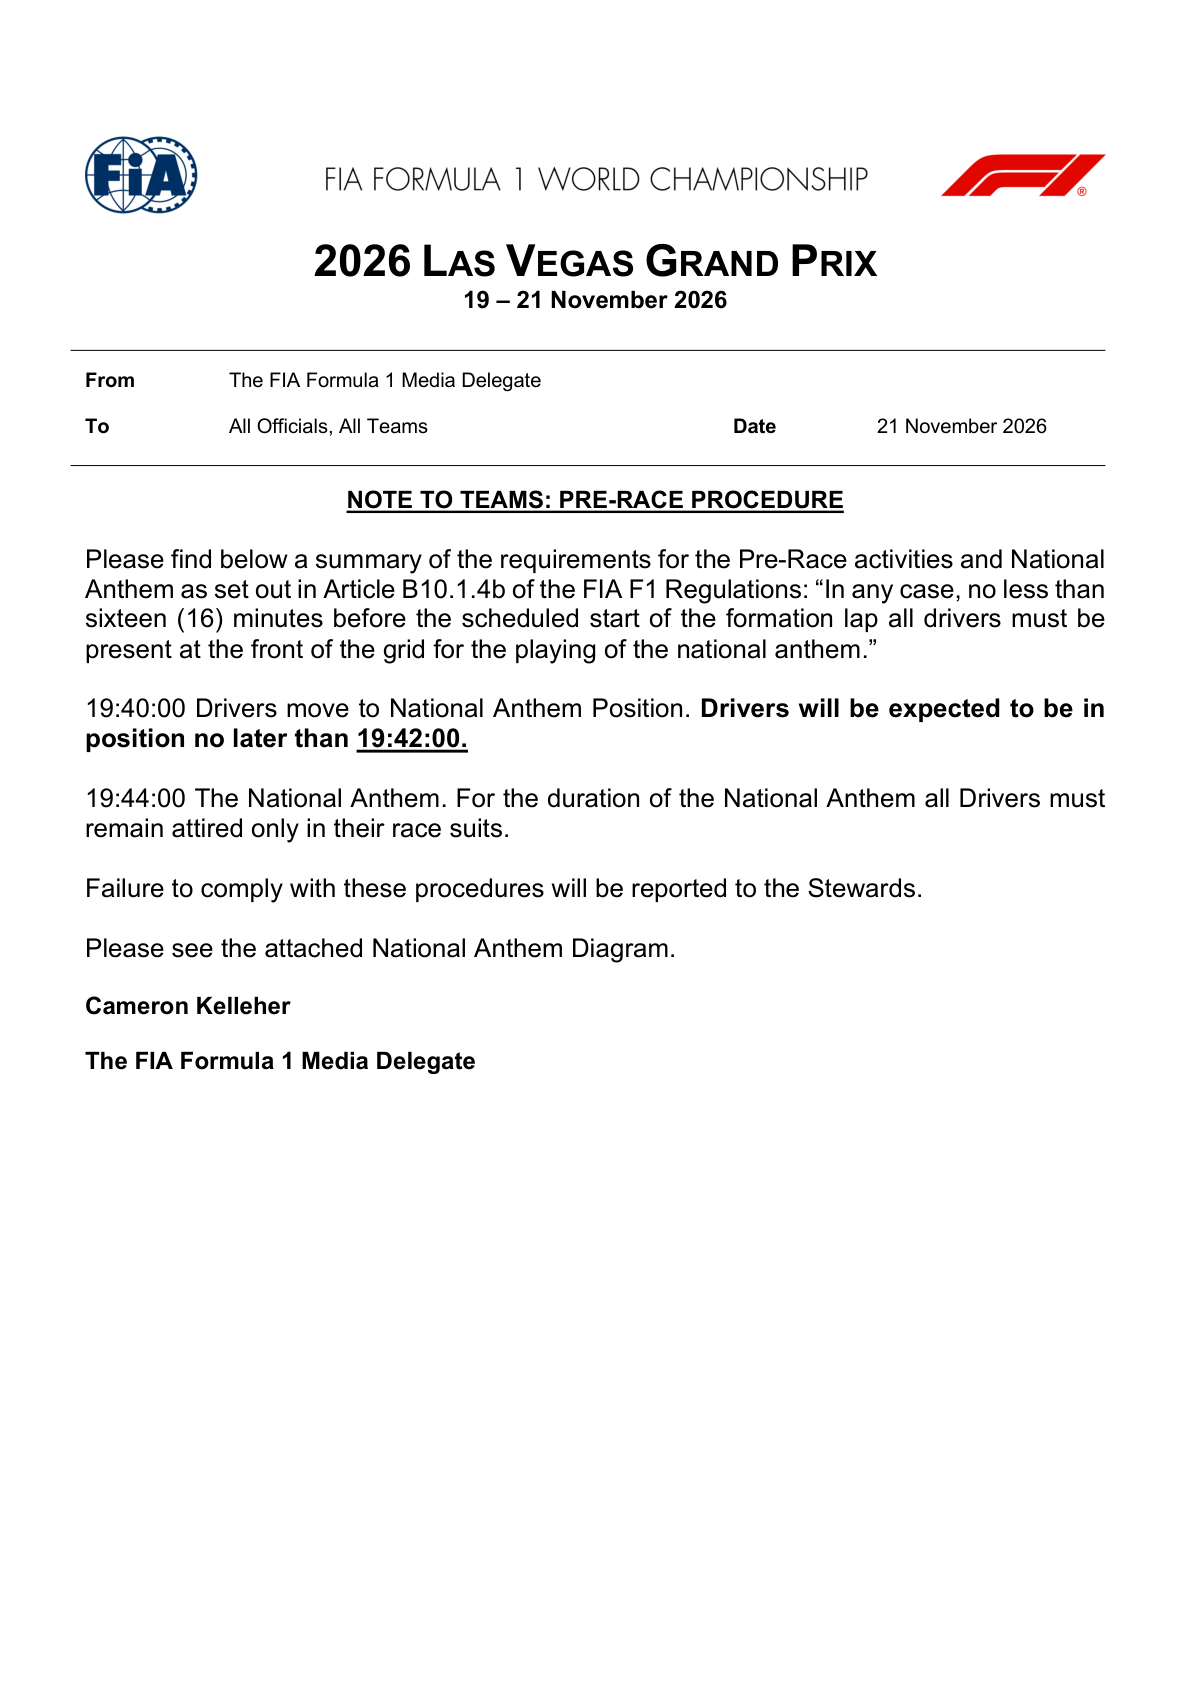 FIA
FIA FORMULA 1 WORLD CHAMPIONSHIP
F1®
2026 LAS VEGAS GRAND PRIX
19 – 21 November 2026
From The FIA Formula 1 Media Delegate
To All Officials, All Teams Date 21 November 2026
NOTE TO TEAMS: PRE-RACE PROCEDURE
Please find below a summary of the requirements for the Pre-Race activities and National
Anthem as set out in Article B10.1.4b of the FIA F1 Regulations: “In any case, no less than
sixteen (16) minutes before the scheduled start of the formation lap all drivers must be
present at the front of the grid for the playing of the national anthem.”
19:40:00 Drivers move to National Anthem Position. Drivers will be expected to be in
position no later than 19:42:00.
19:44:00 The National Anthem. For the duration of the National Anthem all Drivers must
remain attired only in their race suits.
Failure to comply with these procedures will be reported to the Stewards.
Please see the attached National Anthem Diagram.
Cameron Kelleher
The FIA Formula 1 Media Delegate